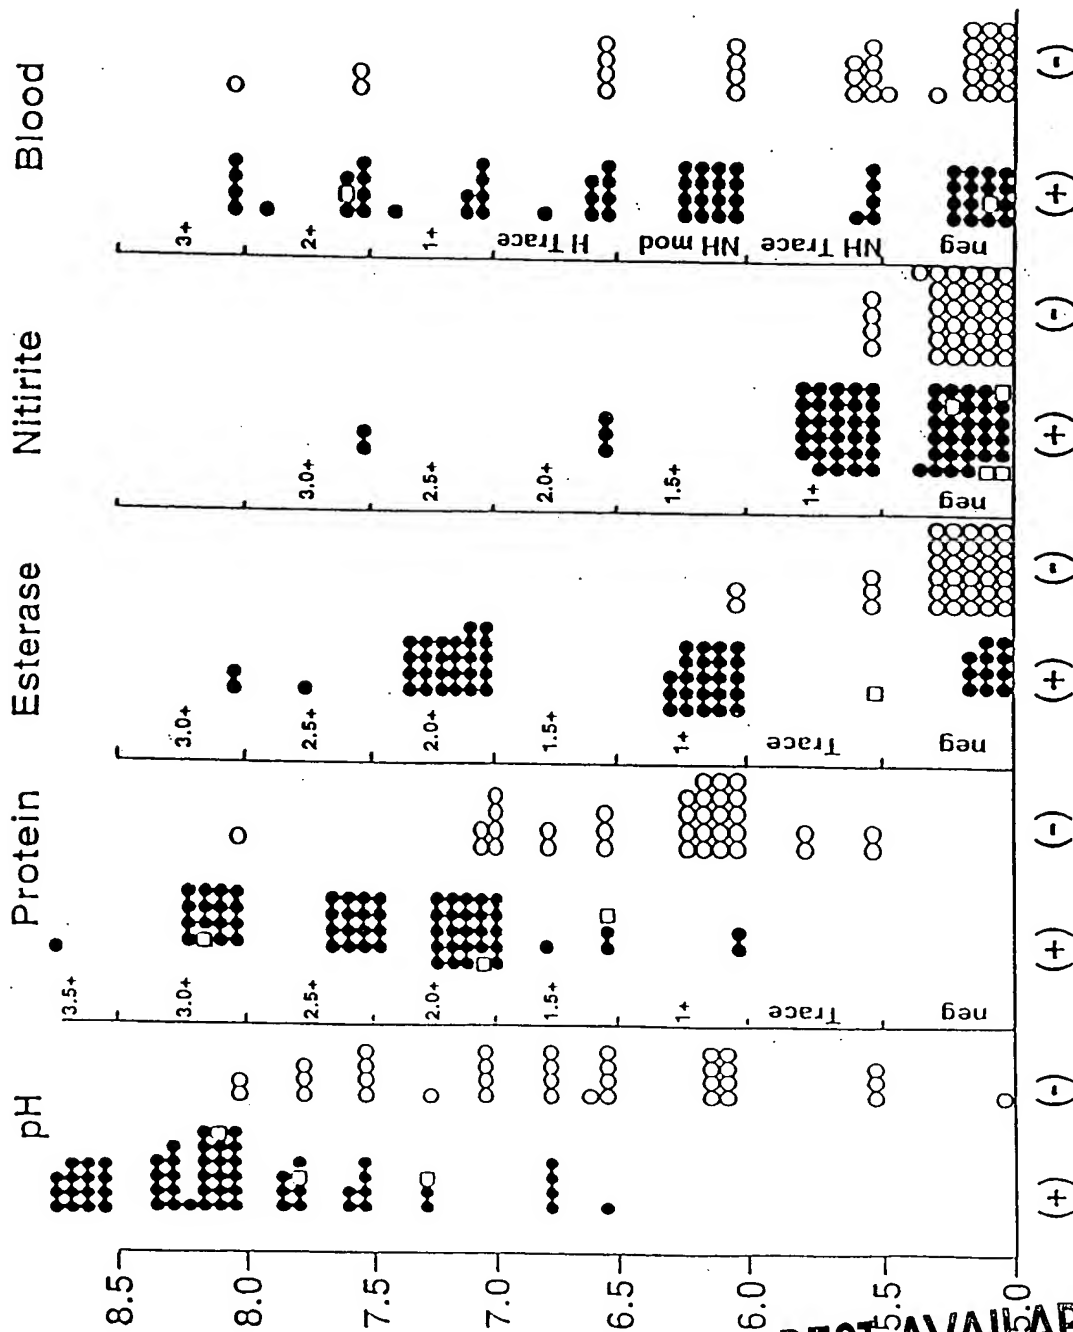 pH Protein Esterase Nitirite Blood
8.5
8.0
7.5
7.0
6.5
6.0
5.5
5.0
3.5+
3.0+
2.5+
2.0+
1.5+
1+
Trace
neg
3.0+
2.5+
2.0+
1.5+
1+
Trace
neg
3.0+
2.5+
2.0+
1.5+
1+
neg
3+
2+
1+
H Trace
NH mod
NH Trace
neg
(+) (-) (+) (-) (+) (-) (+) (-) (+) (-)
BEST AVAILAB